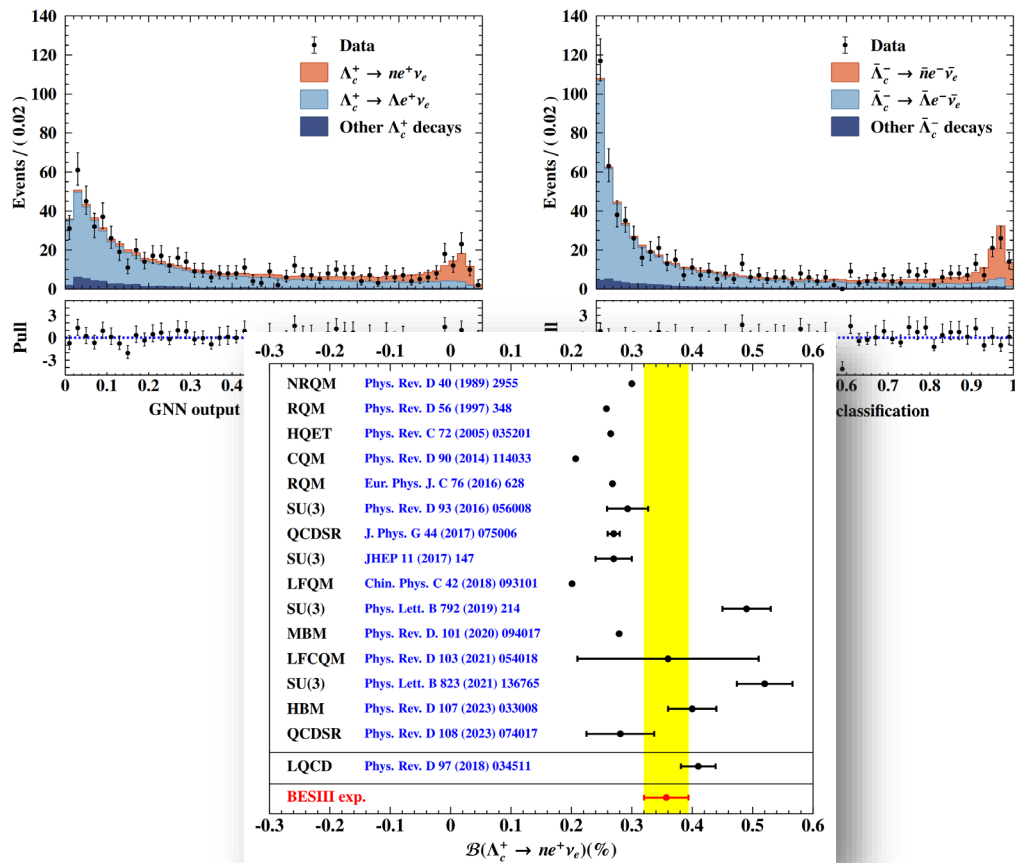 140
120
100
80
60
40
20
0
Events / ( 0.02 )
Data
Λc+ → ne+νe
Λc+ → Λe+νe
Other Λc+ decays
3
0
-3
Pull
0 0.1 0.2 0.3 0.4
GNN output
140
120
100
80
60
40
20
0
Events / ( 0.02 )
Data
Λ̄c− → n̄e−ν̄e
Λ̄c− → Λ̄e−ν̄e
Other Λ̄c− decays
0.6 0.7 0.8 0.9 1
classification
-0.3 -0.2 -0.1 0 0.1 0.2 0.3 0.4 0.5 0.6
NRQM Phys. Rev. D 40 (1989) 2955
RQM Phys. Rev. D 56 (1997) 348
HQET Phys. Rev. C 72 (2005) 035201
CQM Phys. Rev. D 90 (2014) 114033
RQM Eur. Phys. J. C 76 (2016) 628
SU(3) Phys. Rev. D 93 (2016) 056008
QCDSR J. Phys. G 44 (2017) 075006
SU(3) JHEP 11 (2017) 147
LFQM Chin. Phys. C 42 (2018) 093101
SU(3) Phys. Lett. B 792 (2019) 214
MBM Phys. Rev. D. 101 (2020) 094017
LFCQM Phys. Rev. D 103 (2021) 054018
SU(3) Phys. Lett. B 823 (2021) 136765
HBM Phys. Rev. D 107 (2023) 033008
QCDSR Phys. Rev. D 108 (2023) 074017
LQCD Phys. Rev. D 97 (2018) 034511
BESIII exp.
-0.3 -0.2 -0.1 0 0.1 0.2 0.3 0.4 0.5 0.6
ℬ(Λc+ → ne+νe)(%)